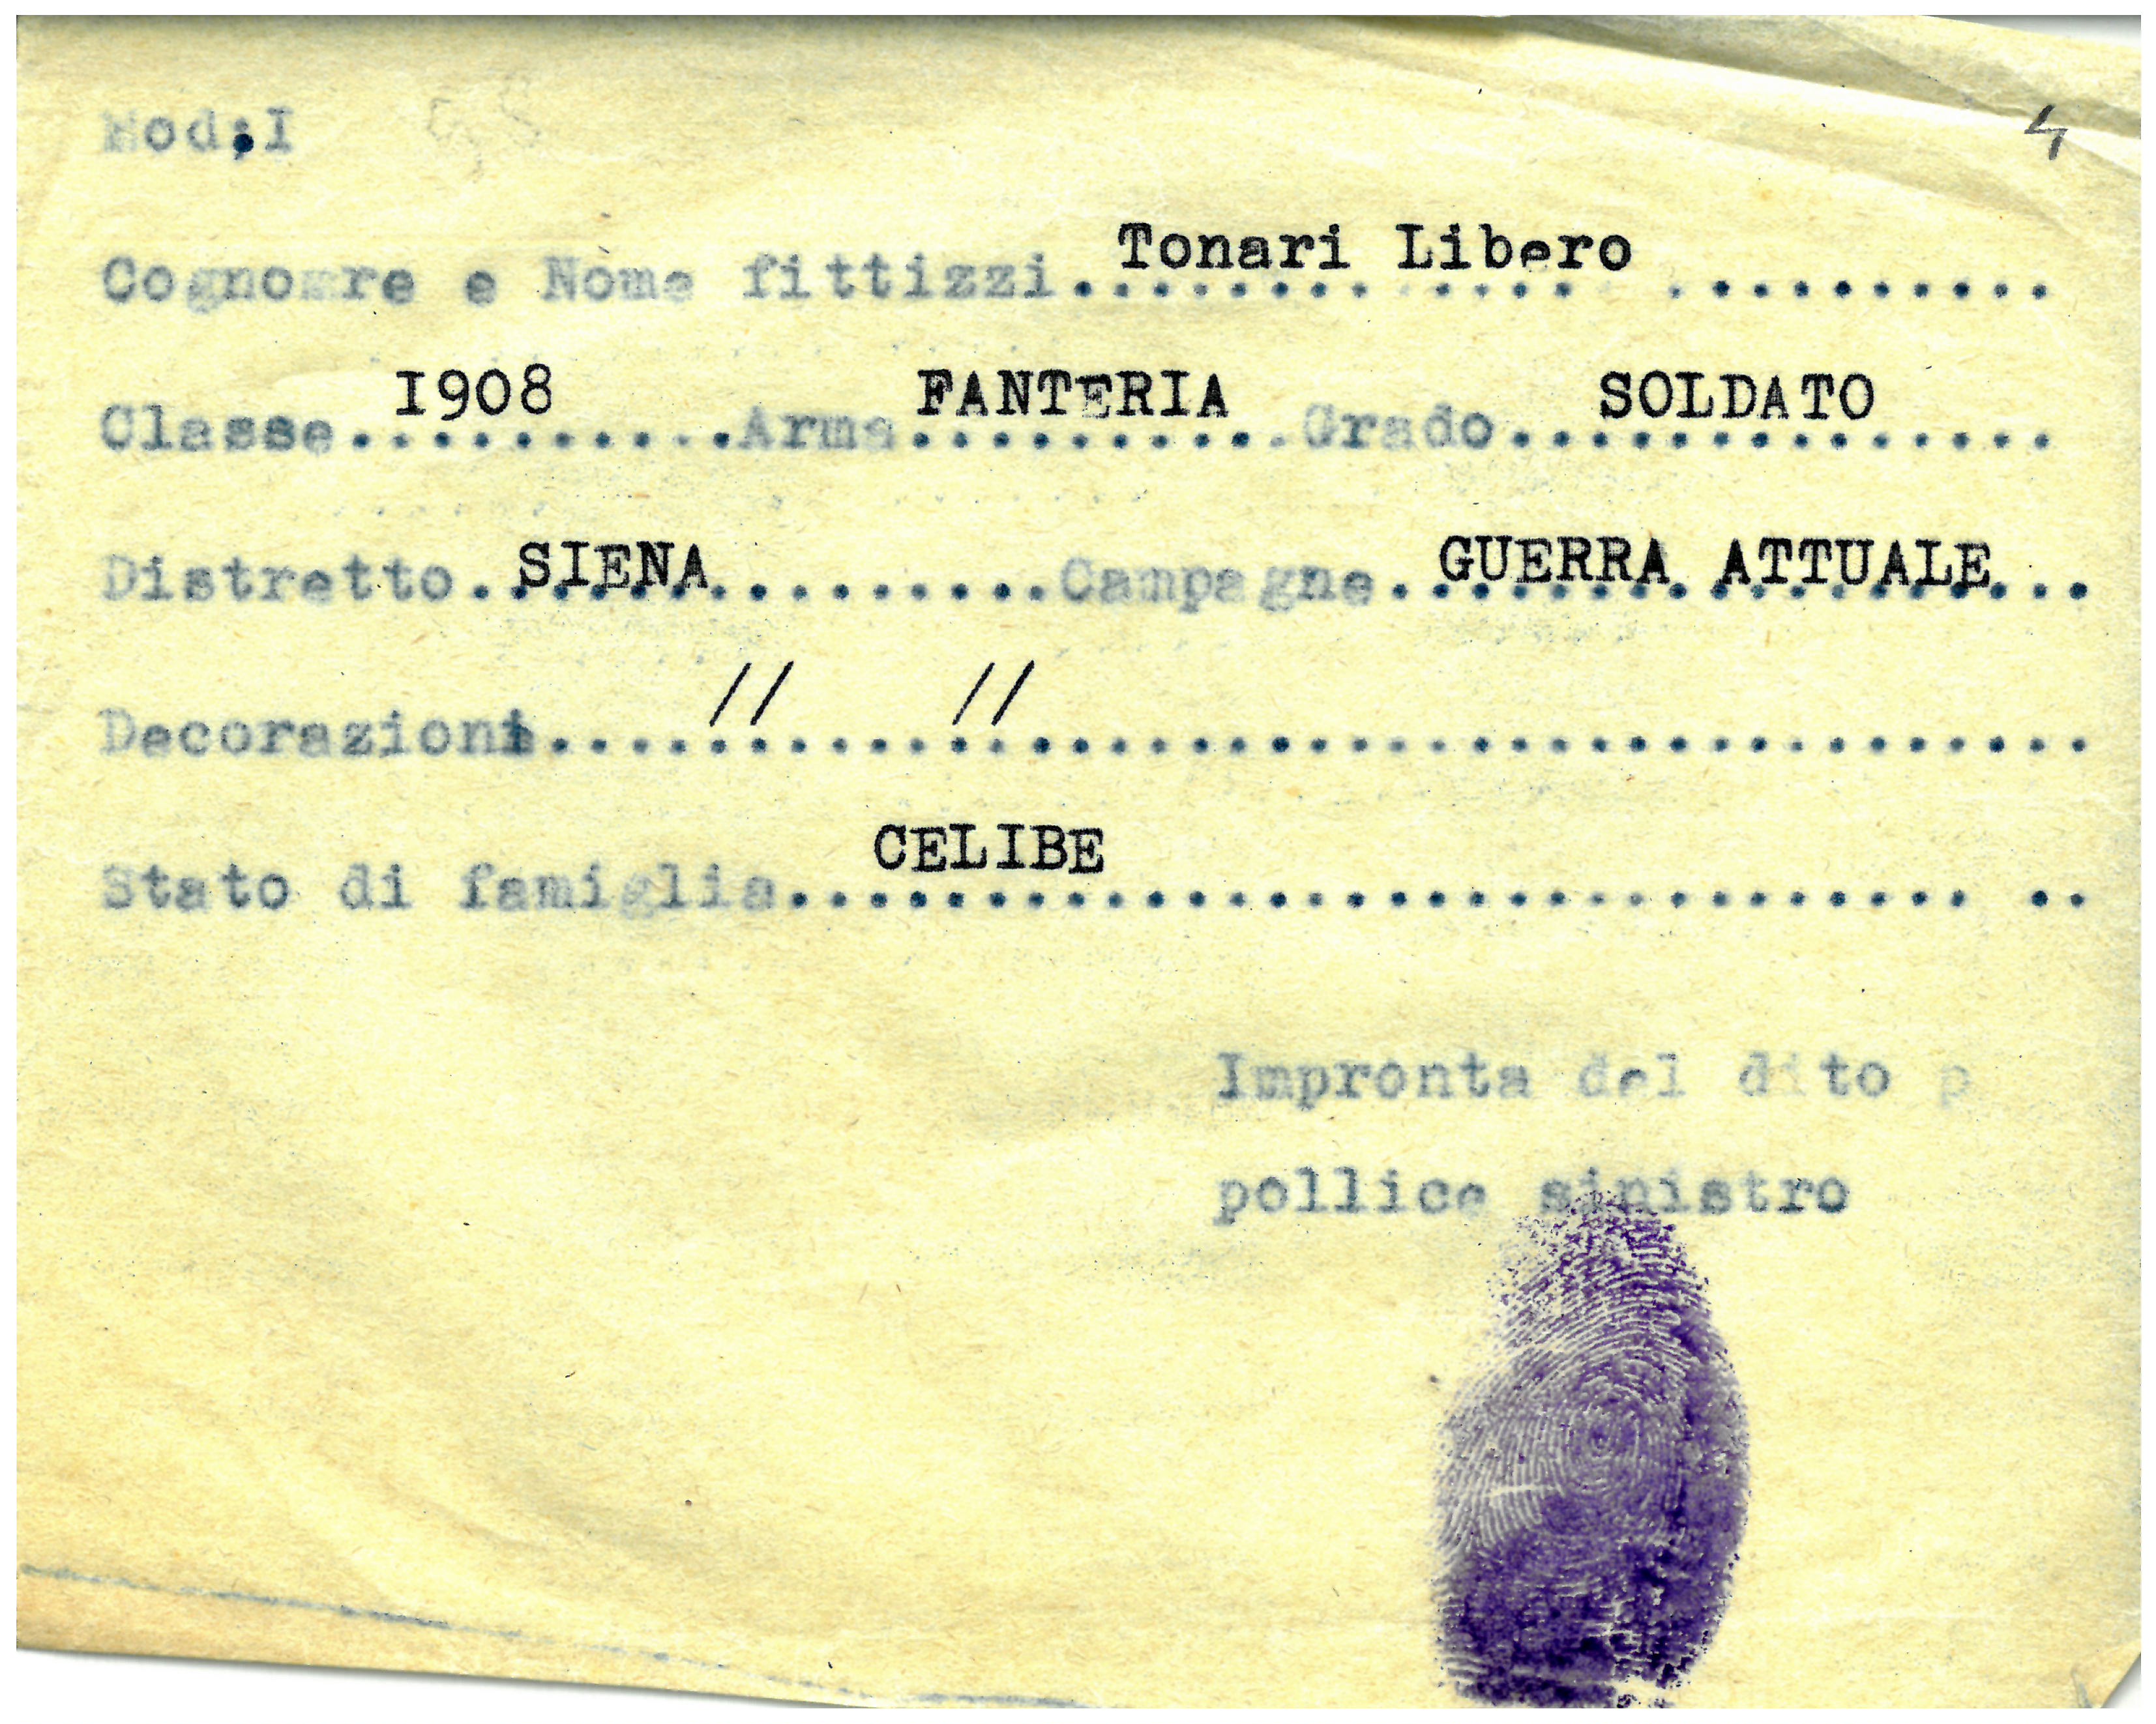 Mod;I
4
Cognomre e Nome fittizzi. Tonari Libero ..........
Classe..I908.......Arma.FANTERIA..Grado..SOLDATO......
Distretto.SIENA.........Campagne.GUERRA ATTUALE...
Decorazioni....// //............................
Stato di famiglia..CELIBE........................ ..
Impronta del dito p
pollice sinistro